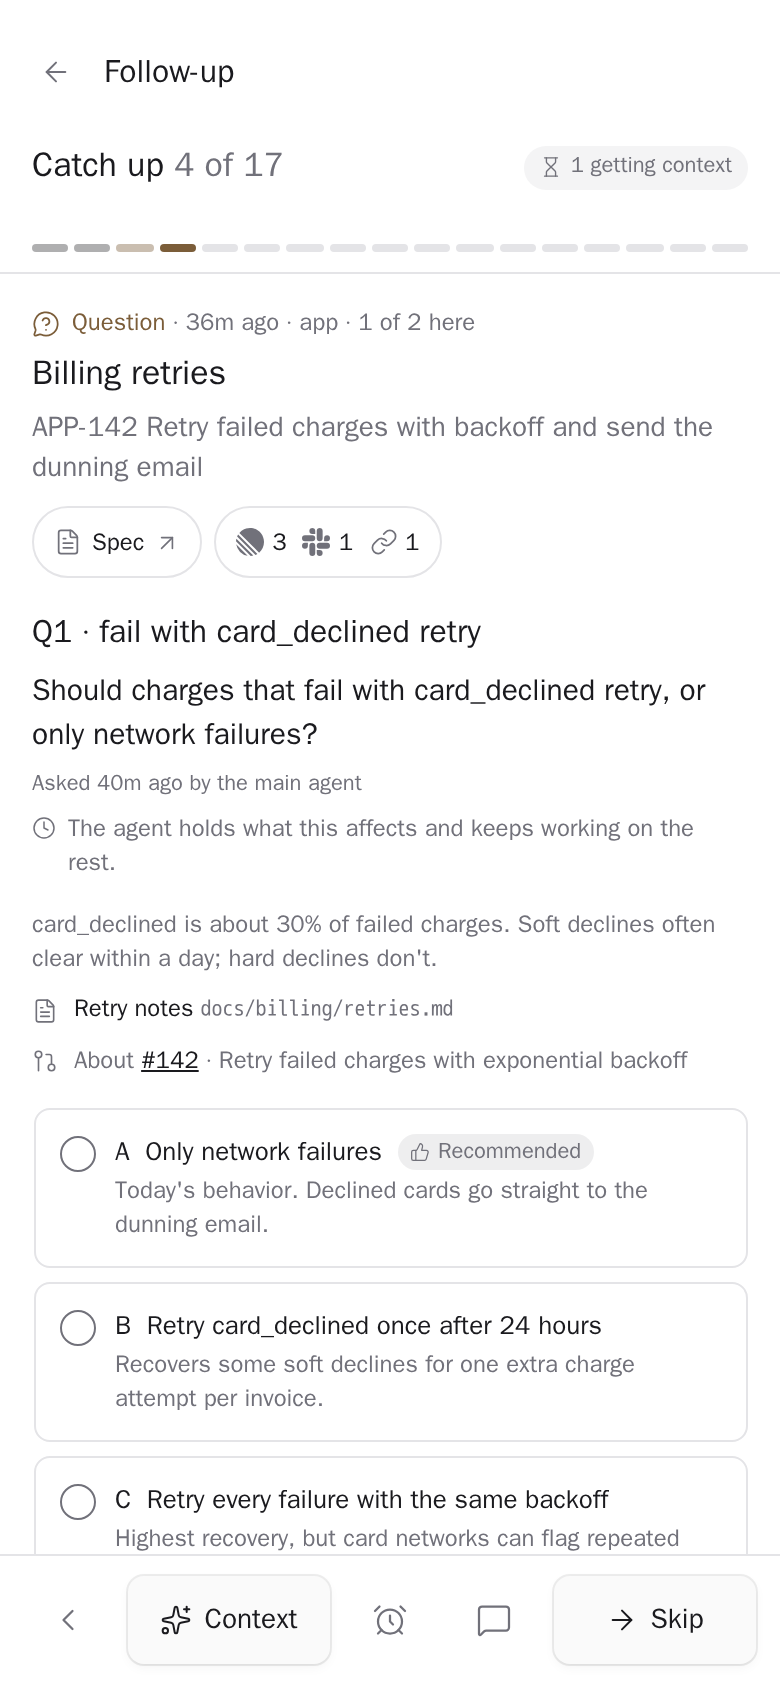 Follow-up
Catch up 4 of 17
1 getting context
Question · 36m ago · app · 1 of 2 here
Billing retries
APP-142 Retry failed charges with backoff and send the
dunning email
Spec
3 1 1
Q1 · fail with card_declined retry
Should charges that fail with card_declined retry, or
only network failures?
Asked 40m ago by the main agent
The agent holds what this affects and keeps working on the
rest.
card_declined is about 30% of failed charges. Soft declines often
clear within a day; hard declines don't.
Retry notes docs/billing/retries.md
About #142 · Retry failed charges with exponential backoff
A Only network failures Recommended
Today's behavior. Declined cards go straight to the
dunning email.
B Retry card_declined once after 24 hours
Recovers some soft declines for one extra charge
attempt per invoice.
C Retry every failure with the same backoff
Highest recovery, but card networks can flag repeated
Context
Skip